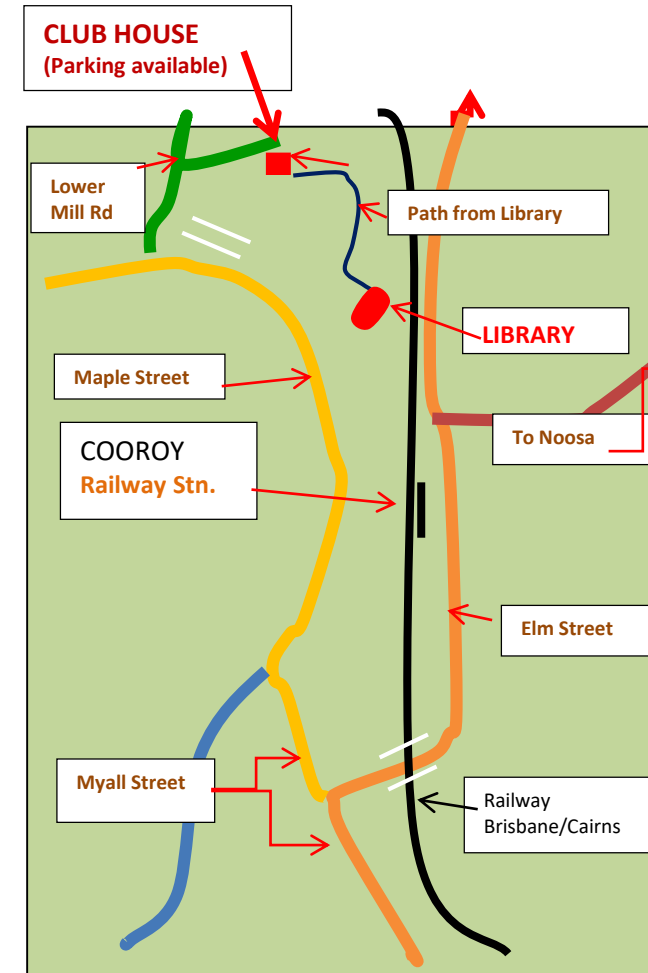 CLUB HOUSE
(Parking available)
Lower
Mill Rd
Path from Library
LIBRARY
Maple Street
To Noosa
COOROY
Railway Stn.
Elm Street
Myall Street
Railway
Brisbane/Cairns